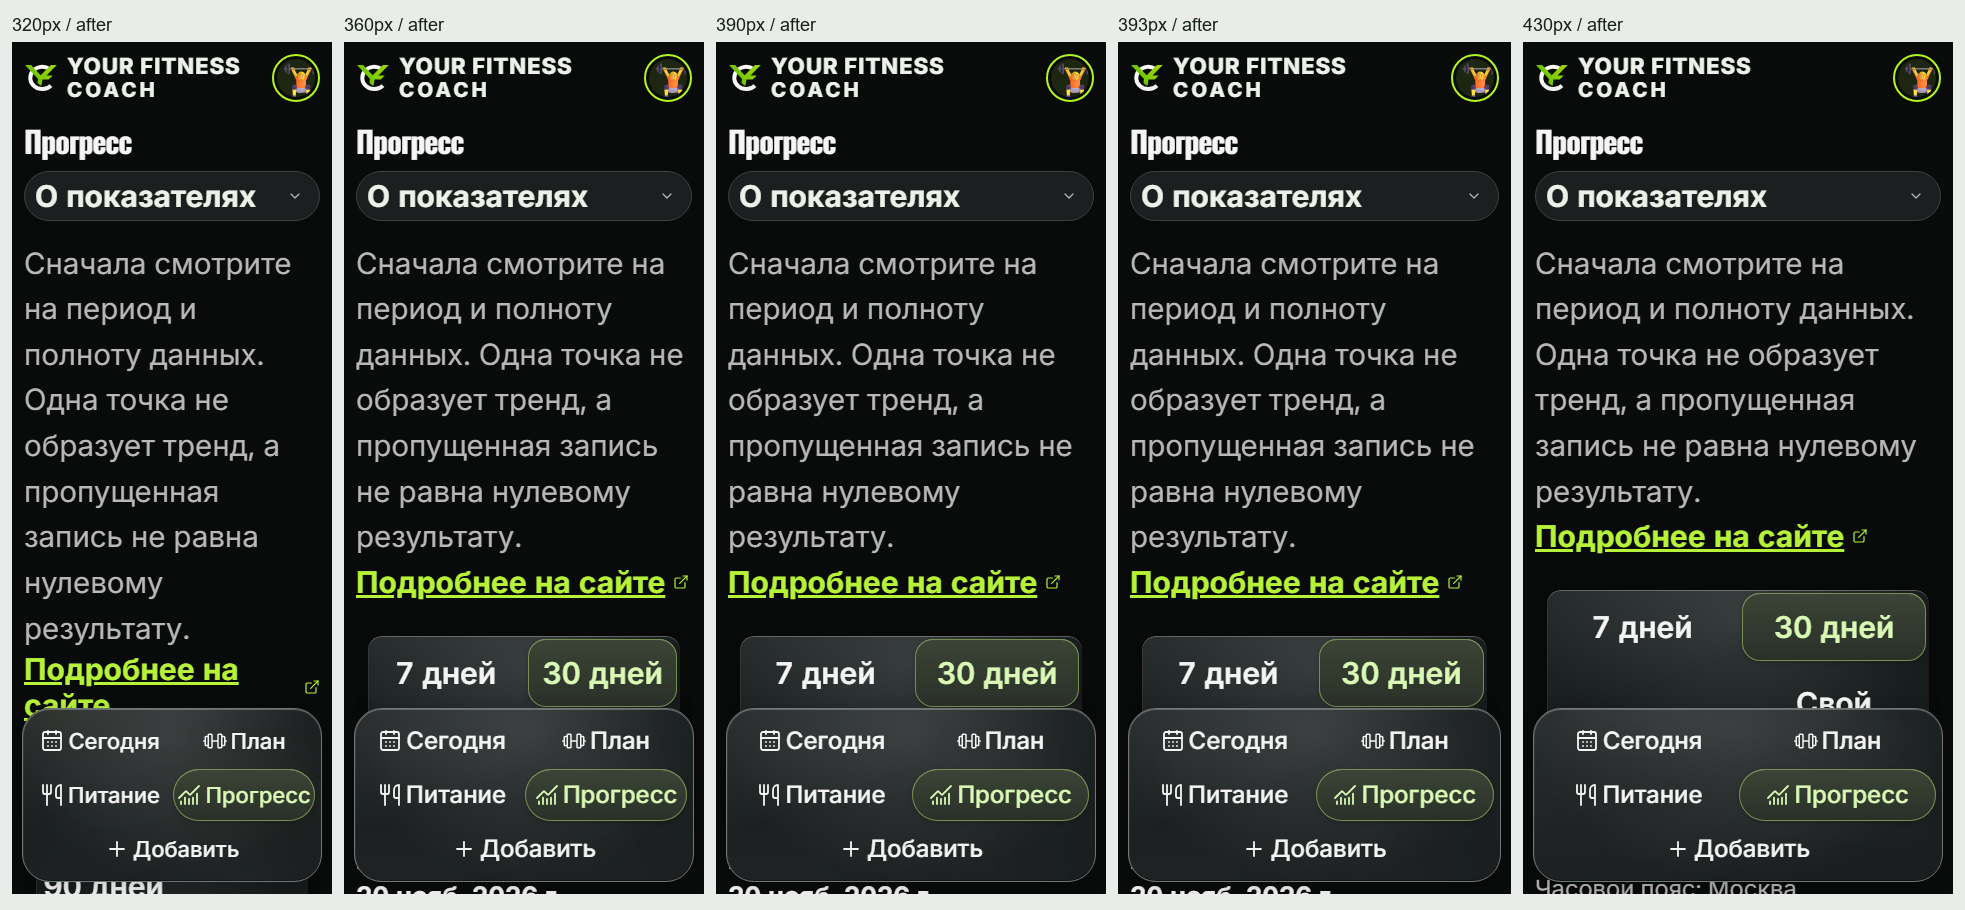 320px / after
YOUR FITNESS
COACH
Прогресс
О показателях
Сначала смотрите
на период и
полноту данных.
Одна точка не
образует тренд, а
пропущенная
запись не равна
нулевому
результату.
Подробнее на
сайте
Сегодня
План
Питание
Прогресс
+ Добавить
90 дней
360px / after
YOUR FITNESS
COACH
Прогресс
О показателях
Сначала смотрите на
период и полноту
данных. Одна точка не
образует тренд, а
пропущенная запись
не равна нулевому
результату.
Подробнее на сайте
7 дней
30 дней
Сегодня
План
Питание
Прогресс
+ Добавить
390px / after
YOUR FITNESS
COACH
Прогресс
О показателях
Сначала смотрите на
период и полноту
данных. Одна точка не
образует тренд, а
пропущенная запись не
равна нулевому
результату.
Подробнее на сайте
7 дней
30 дней
Сегодня
План
Питание
Прогресс
+ Добавить
393px / after
YOUR FITNESS
COACH
Прогресс
О показателях
Сначала смотрите на
период и полноту
данных. Одна точка не
образует тренд, а
пропущенная запись не
равна нулевому
результату.
Подробнее на сайте
7 дней
30 дней
Сегодня
План
Питание
Прогресс
+ Добавить
430px / after
YOUR FITNESS
COACH
Прогресс
О показателях
Сначала смотрите на
период и полноту данных.
Одна точка не образует
тренд, а пропущенная
запись не равна нулевому
результату.
Подробнее на сайте
7 дней
30 дней
Свой
Сегодня
План
Питание
Прогресс
+ Добавить
Часовой пояс: Москва